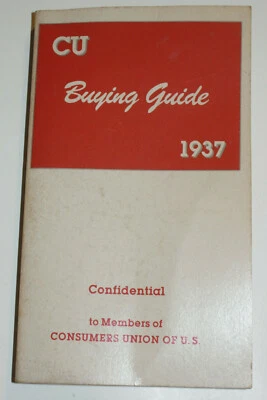 CU
Buying Guide
1937
Confidential
to Members of
CONSUMERS UNION OF U.S.